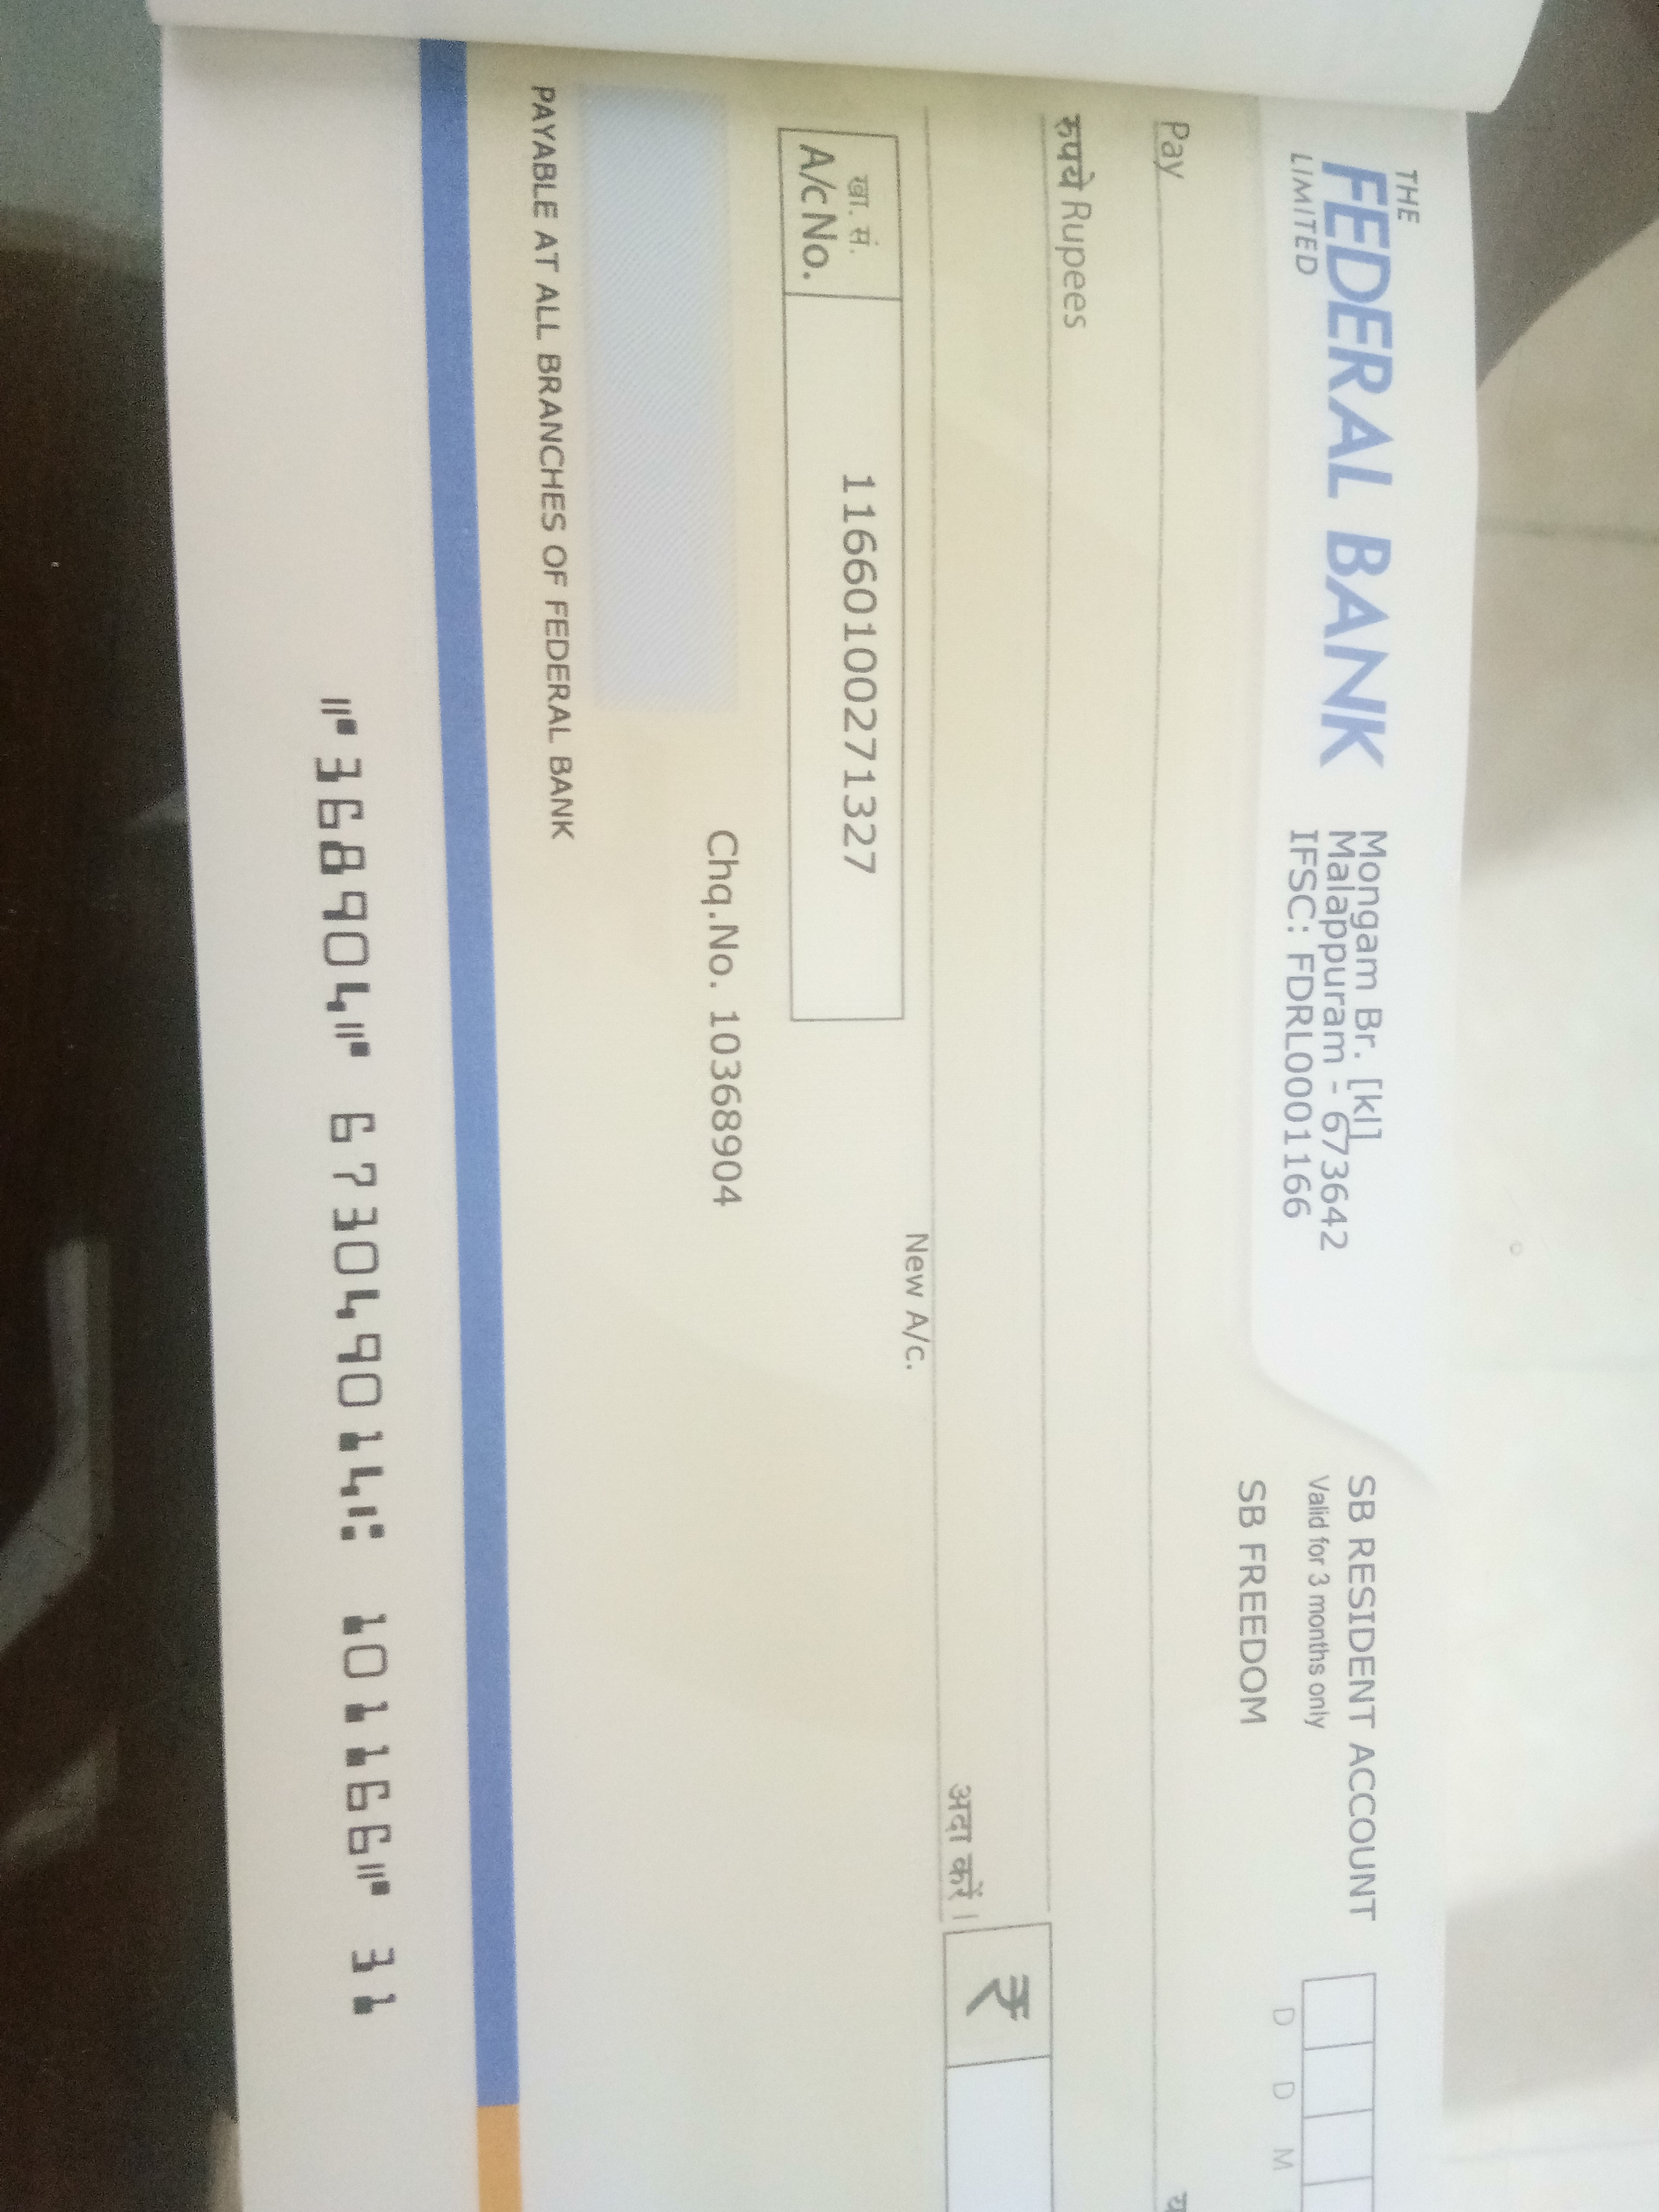 THE
FEDERAL BANK
LIMITED
Mongam Br. [kl]
Malappuram - 673642
IFSC: FDRL0001166
SB RESIDENT ACCOUNT
Valid for 3 months only
SB FREEDOM
D D M
Pay
रुपये Rupees
अदा करें।
₹
New A/c.
खा. सं.
A/c No.
11660100271327
Chq.No. 10368904
PAYABLE AT ALL BRANCHES OF FEDERAL BANK
⑈368904⑈ 673049014⑆ 101166⑈ 31